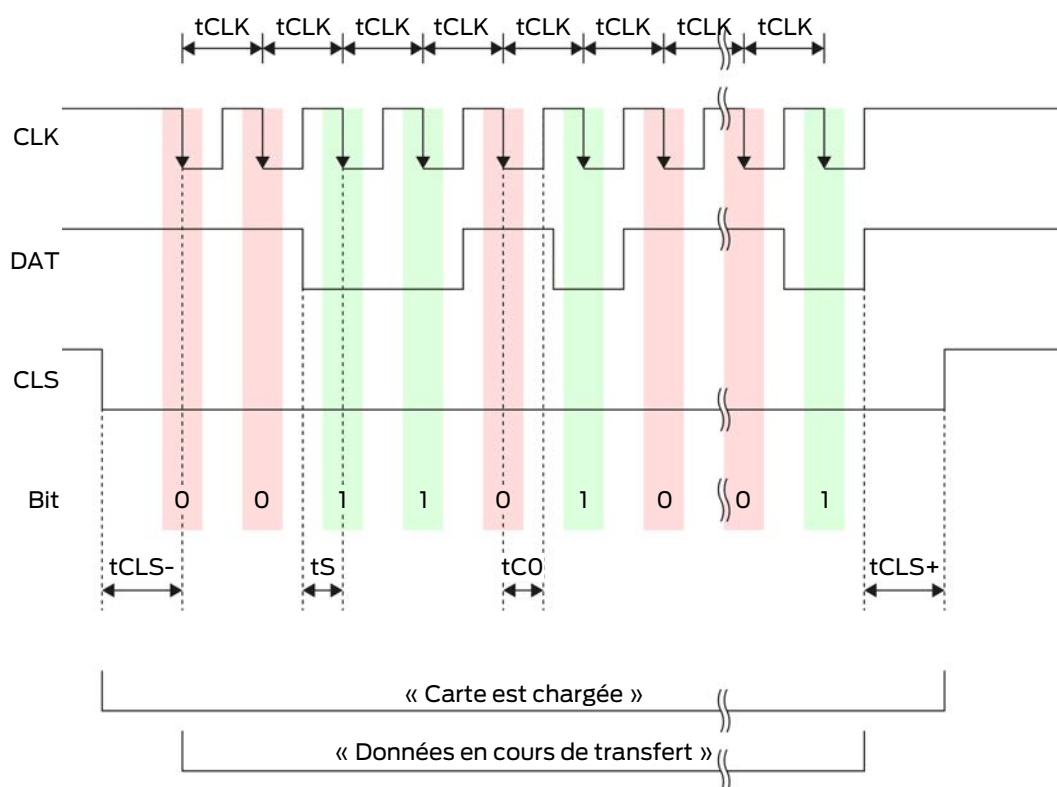 tCLK tCLK tCLK tCLK tCLK tCLK tCLK tCLK
CLK
DAT
CLS
Bit 0 0 1 1 0 1 0 0 1
tCLS- tS tC0 tCLS+
« Carte est chargée »
« Données en cours de transfert »